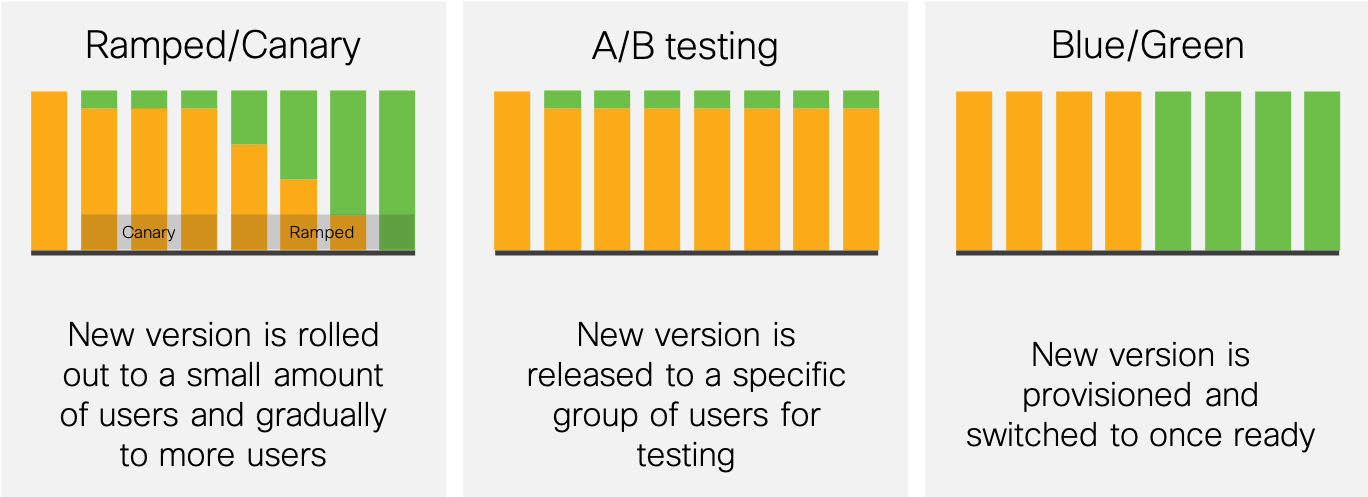 Ramped/Canary
Canary
Ramped
New version is rolled
out to a small amount
of users and gradually
to more users
A/B testing
New version is
released to a specific
group of users for
testing
Blue/Green
New version is
provisioned and
switched to once ready